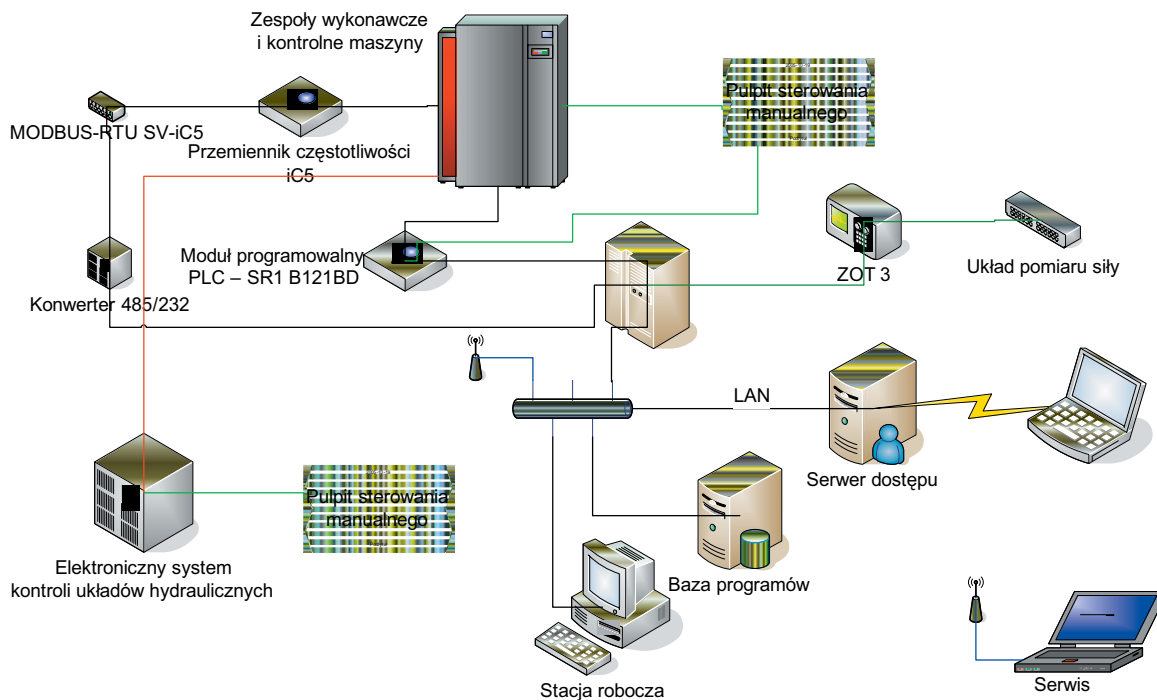 Zespoły wykonawcze
i kontrolne maszyny
Pulpit sterowania
manualnego
MODBUS-RTU SV-iC5
Przemiennik częstotliwości
iC5
Moduł programowalny
PLC – SR1 B121BD
ZOT 3
Układ pomiaru siły
Konwerter 485/232
LAN
Serwer dostępu
Pulpit sterowania
manualnego
Elektroniczny system
kontroli układów hydraulicznych
Baza programów
Stacja robocza
Serwis